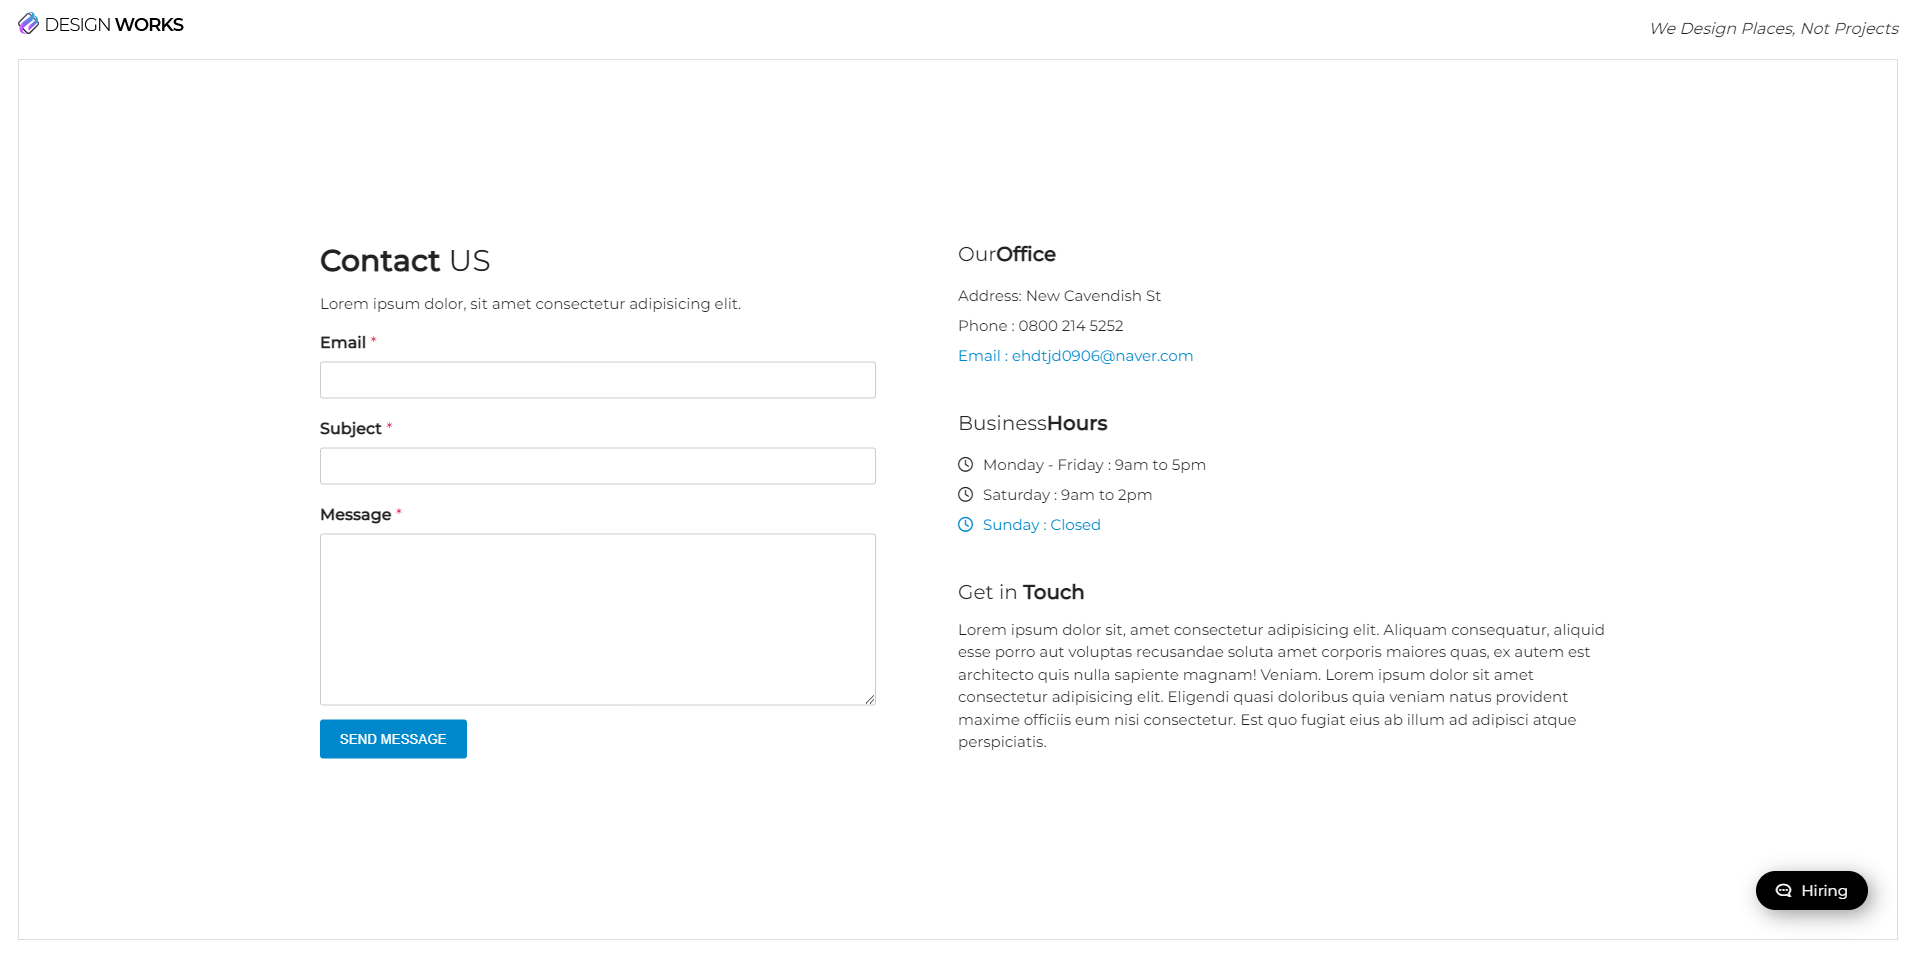 DESIGN WORKS
We Design Places, Not Projects
Contact US
Lorem ipsum dolor, sit amet consectetur adipisicing elit.
Email *
Subject *
Message *
SEND MESSAGE
OurOffice
Address: New Cavendish St
Phone : 0800 214 5252
Email : ehdtjd0906@naver.com
BusinessHours
Monday - Friday : 9am to 5pm
Saturday : 9am to 2pm
Sunday : Closed
Get in Touch
Lorem ipsum dolor sit, amet consectetur adipisicing elit. Aliquam consequatur, aliquid
esse porro aut voluptas recusandae soluta amet corporis maiores quas, ex autem est
architecto quis nulla sapiente magnam! Veniam. Lorem ipsum dolor sit amet
consectetur adipisicing elit. Eligendi quasi doloribus quia veniam natus provident
maxime officiis eum nisi consectetur. Est quo fugiat eius ab illum ad adipisci atque
perspiciatis.
Hiring